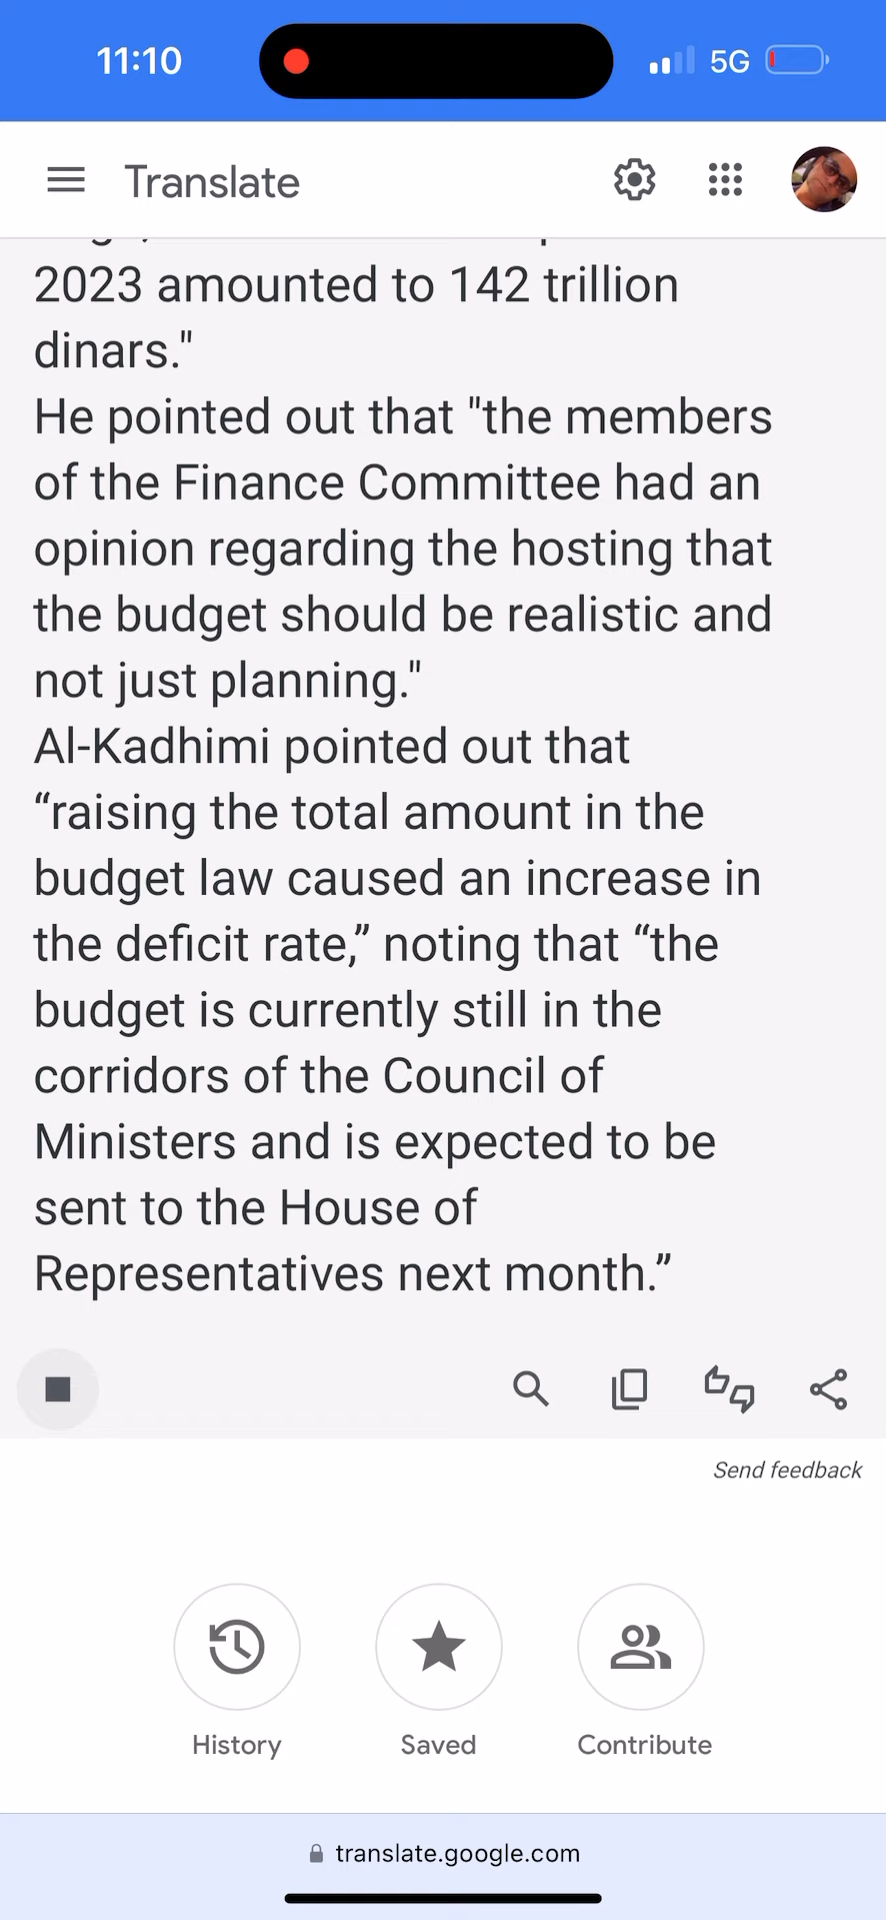 11:10
5G
Translate
2023 amounted to 142 trillion
dinars."
He pointed out that "the members
of the Finance Committee had an
opinion regarding the hosting that
the budget should be realistic and
not just planning."
Al-Kadhimi pointed out that
“raising the total amount in the
budget law caused an increase in
the deficit rate,” noting that “the
budget is currently still in the
corridors of the Council of
Ministers and is expected to be
sent to the House of
Representatives next month.”
Send feedback
History
Saved
Contribute
translate.google.com